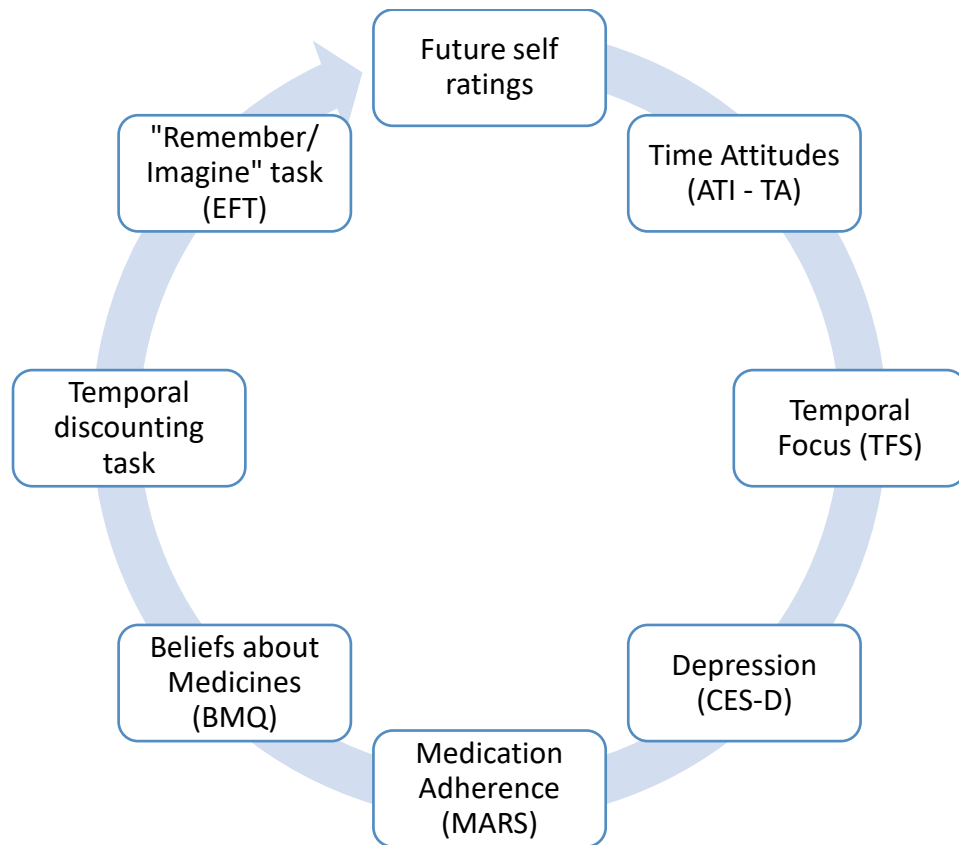 Future self
ratings
Time Attitudes
(ATI - TA)
Temporal
Focus (TFS)
Depression
(CES-D)
Medication
Adherence
(MARS)
Beliefs about
Medicines
(BMQ)
Temporal
discounting
task
"Remember/
Imagine" task
(EFT)